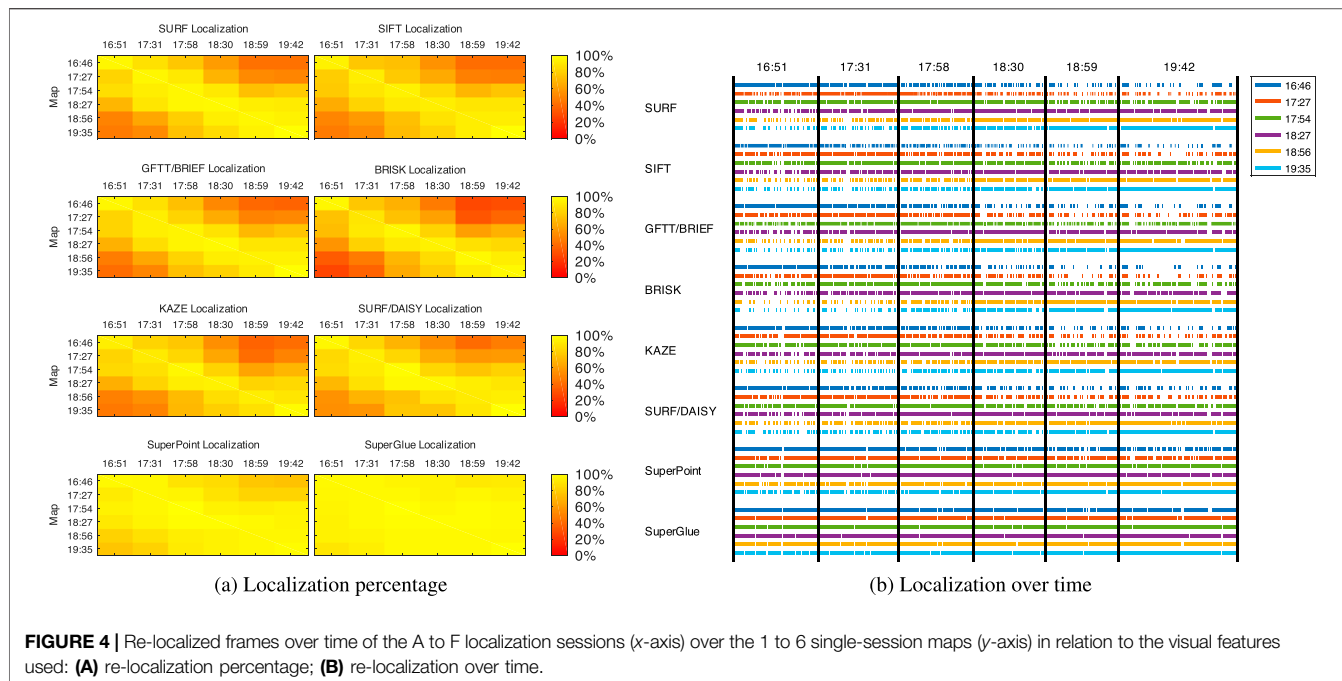 SURF Localization
SIFT Localization
16:51 17:31 17:58 18:30 18:59 19:42
16:51 17:31 17:58 18:30 18:59 19:42
Map
16:46
17:27
17:54
18:27
18:56
19:35
100%
80%
60%
40%
20%
0%
GFTT/BRIEF Localization
BRISK Localization
16:51 17:31 17:58 18:30 18:59 19:42
16:51 17:31 17:58 18:30 18:59 19:42
Map
16:46
17:27
17:54
18:27
18:56
19:35
100%
80%
60%
40%
20%
0%
KAZE Localization
SURF/DAISY Localization
16:51 17:31 17:58 18:30 18:59 19:42
16:51 17:31 17:58 18:30 18:59 19:42
Map
16:46
17:27
17:54
18:27
18:56
19:35
100%
80%
60%
40%
20%
0%
SuperPoint Localization
SuperGlue Localization
16:51 17:31 17:58 18:30 18:59 19:42
16:51 17:31 17:58 18:30 18:59 19:42
Map
16:46
17:27
17:54
18:27
18:56
19:35
100%
80%
60%
40%
20%
0%
(a) Localization percentage
16:51 17:31 17:58 18:30 18:59 19:42
SURF
SIFT
GFTT/BRIEF
BRISK
KAZE
SURF/DAISY
SuperPoint
SuperGlue
16:46
17:27
17:54
18:27
18:56
19:35
(b) Localization over time
FIGURE 4 | Re-localized frames over time of the A to F localization sessions (x-axis) over the 1 to 6 single-session maps (y-axis) in relation to the visual features
used: (A) re-localization percentage; (B) re-localization over time.